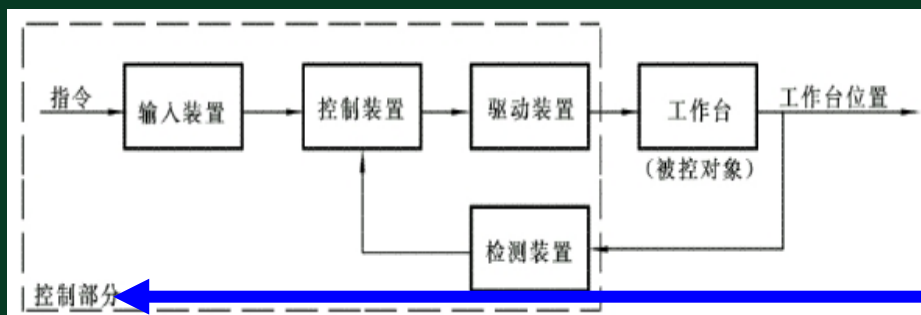 指令
输入装置
控制装置
驱动装置
工作台
工作台位置
(被控对象)
检测装置
控制部分